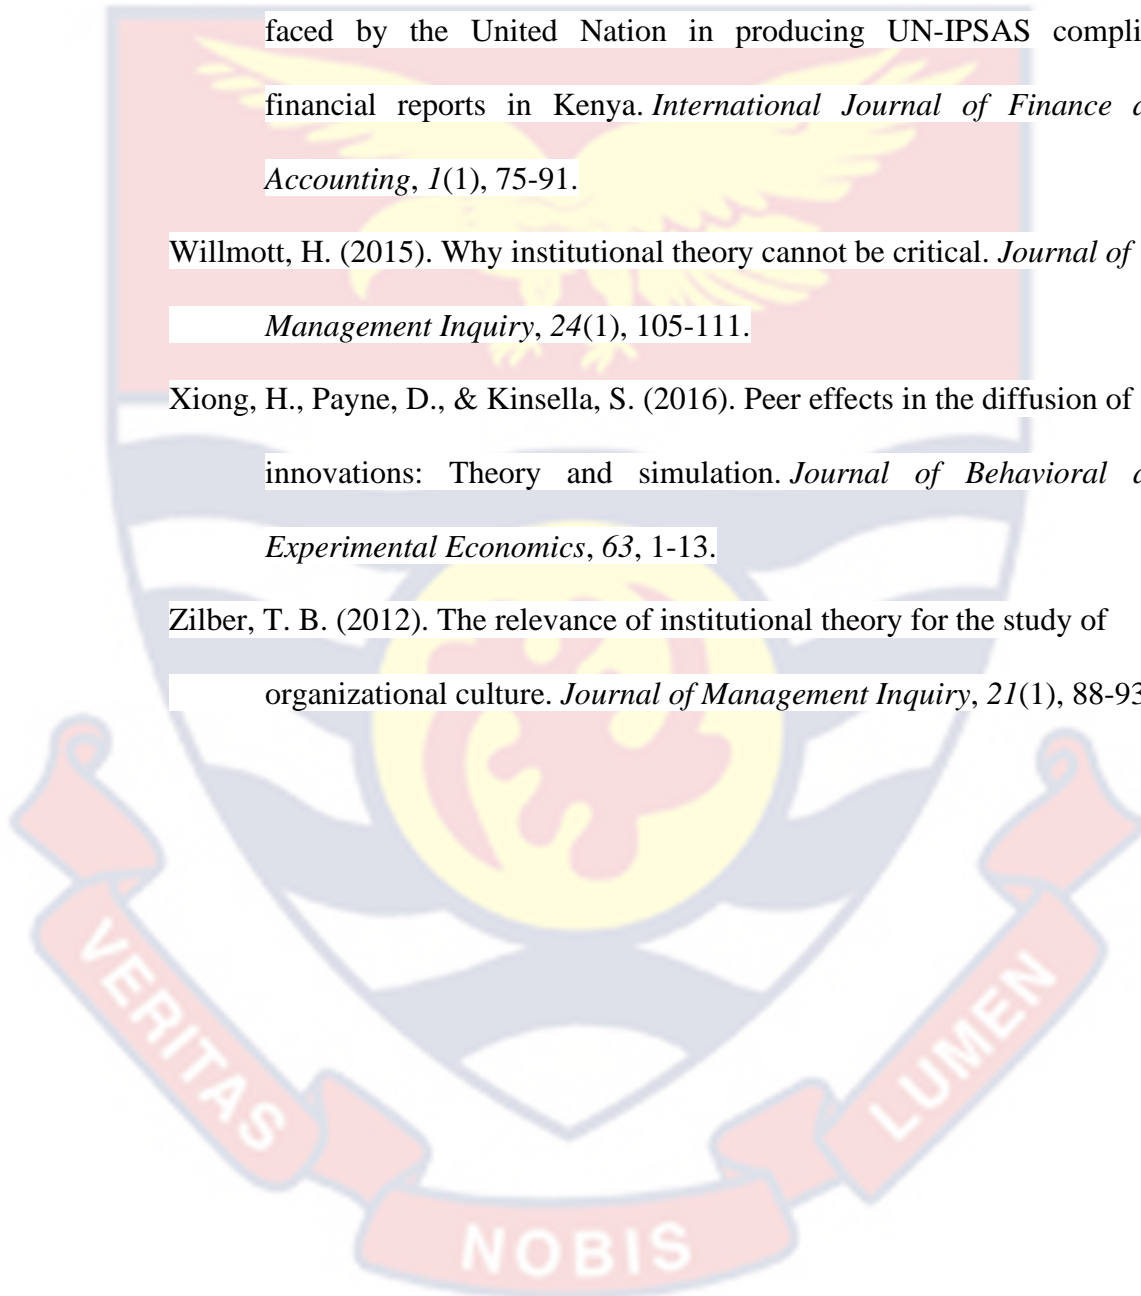 faced by the United Nation in producing UN-IPSAS compli
financial reports in Kenya. International Journal of Finance
Accounting, 1(1), 75-91.
Willmott, H. (2015). Why institutional theory cannot be critical. Journal of
Management Inquiry, 24(1), 105-111.
Xiong, H., Payne, D., & Kinsella, S. (2016). Peer effects in the diffusion of
innovations: Theory and simulation. Journal of Behavioral
Experimental Economics, 63, 1-13.
Zilber, T. B. (2012). The relevance of institutional theory for the study of
organizational culture. Journal of Management Inquiry, 21(1), 88-93
VERITAS
NOBIS
LUMEN